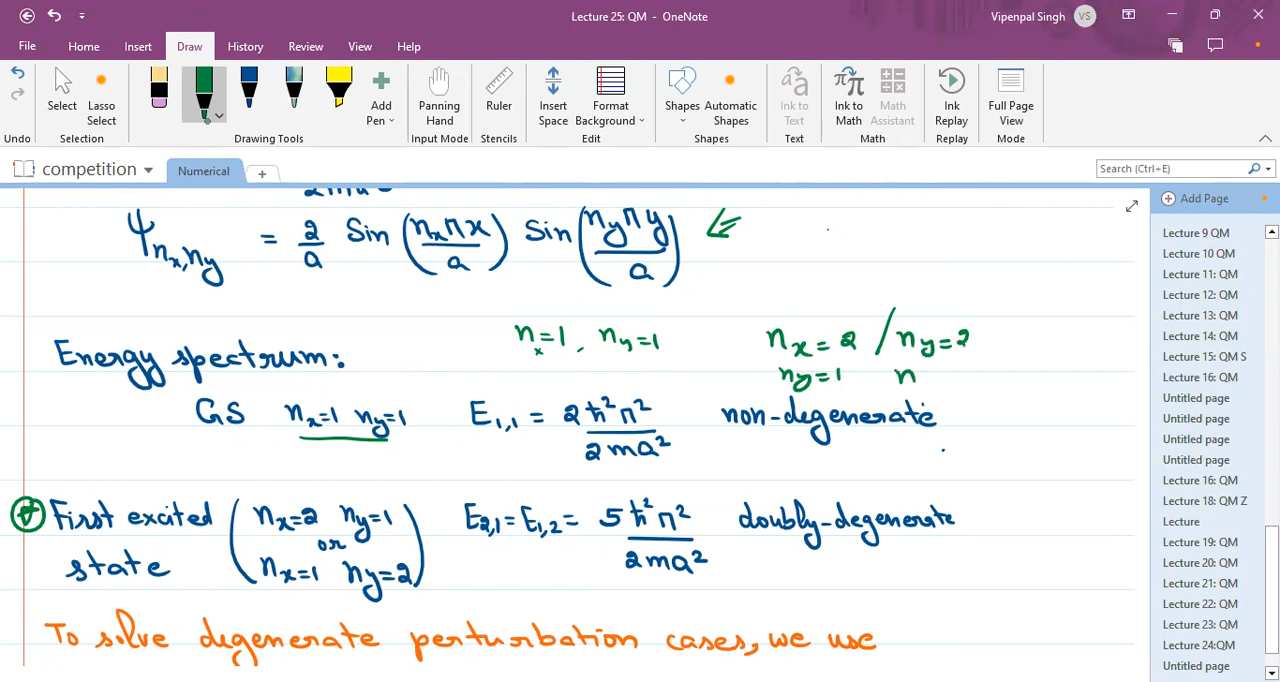 Lecture 25: QM - OneNote
Vipenpal Singh VS
File Home Insert Draw History Review View Help
Undo
Select
Lasso Select
Selection
Drawing Tools
Add Pen
Panning Hand
Input Mode
Ruler
Stencils
Insert Space
Format Background
Edit
Shapes
Automatic Shapes
Shapes
Ink to Text
Text
Ink to Math
Math Assistant
Math
Ink Replay
Replay
Full Page View
Mode
competition
Numerical
Search (Ctrl+E)
ψ nx,ny = 2/a Sin (nxπx/a) Sin (nyπy/a)
nx=1, ny=1
nx=2 / ny=2
ny=1 n
Energy spectrum:
GS nx=1 ny=1 E1,1 = 2ħ²π²/2ma² non-degenerate
First excited state (nx=2 ny=1 or nx=1 ny=2) E2,1=E1,2= 5ħ²π²/2ma² doubly-degenerate
To solve degenerate perturbation cases, we use
Add Page
Lecture 9 QM
Lecture 10 QM
Lecture 11: QM
Lecture 12: QM
Lecture 13: QM
Lecture 14: QM
Lecture 15: QM S
Lecture 16: QM
Untitled page
Untitled page
Untitled page
Untitled page
Lecture 16: QM
Lecture 18: QM Z
Lecture
Lecture 19: QM
Lecture 20: QM
Lecture 21: QM
Lecture 22: QM
Lecture 23: QM
Lecture 24:QM
Untitled page